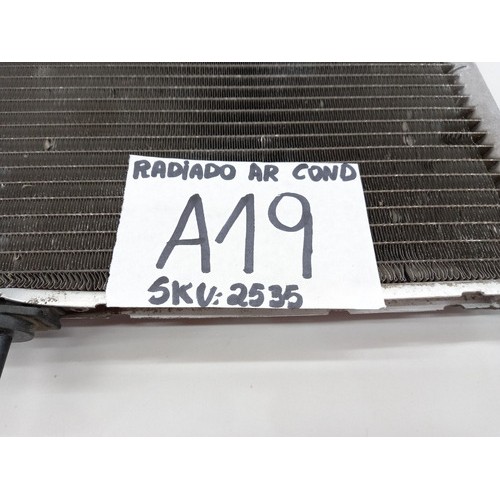 RADiADO AR COND
A19
SKU: 2535